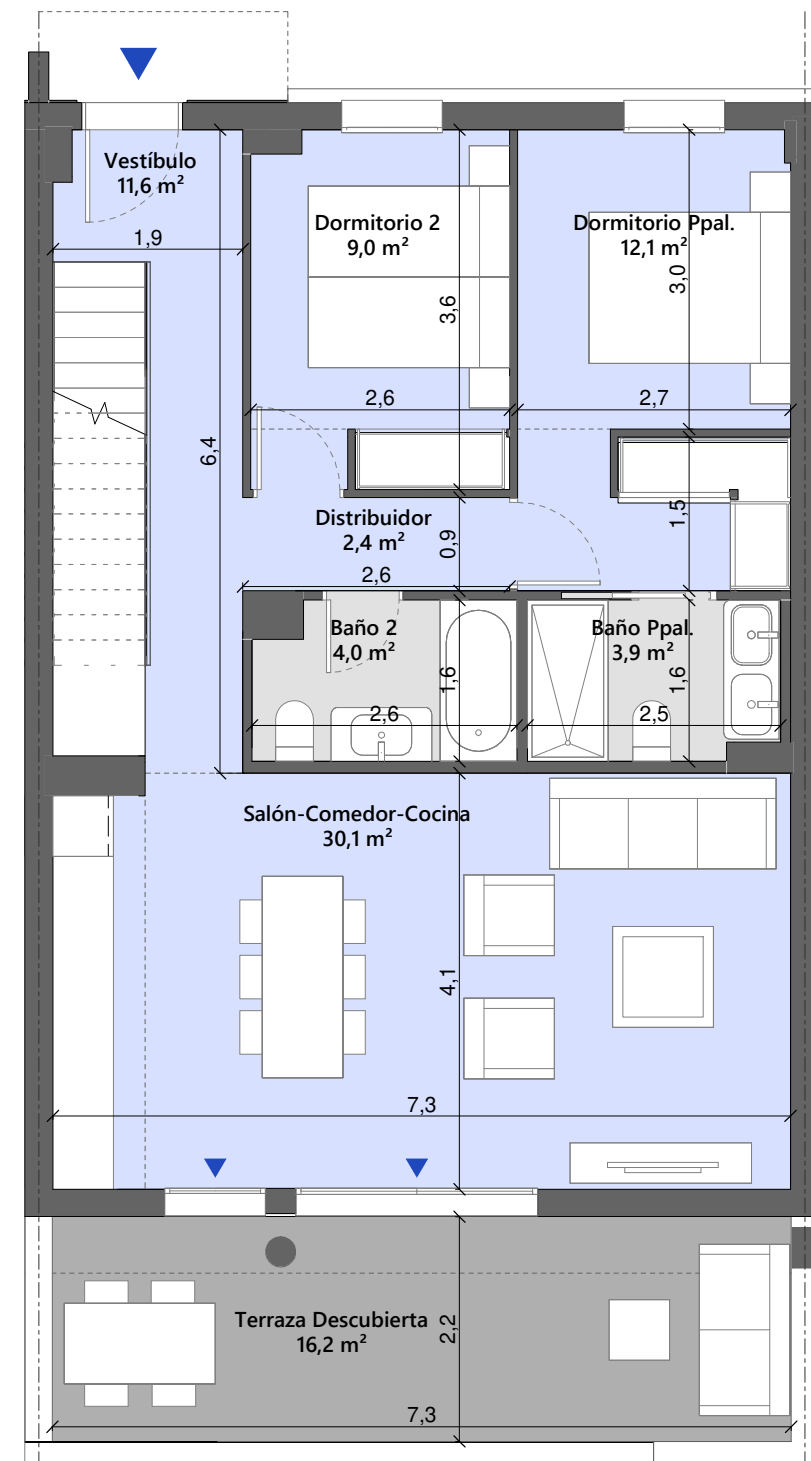 Vestíbulo
11,6 m²
1,9
Dormitorio 2
9,0 m²
Dormitorio Ppal.
12,1 m²
3,0
3,6
2,6
2,7
6,4
Distribuidor
2,4 m²
0,9
1,5
2,6
Baño 2
4,0 m²
1,6
2,6
Baño Ppal.
3,9 m²
1,6
2,5
Salón-Comedor-Cocina
30,1 m²
4,1
7,3
Terraza Descubierta
16,2 m²
2,2
7,3